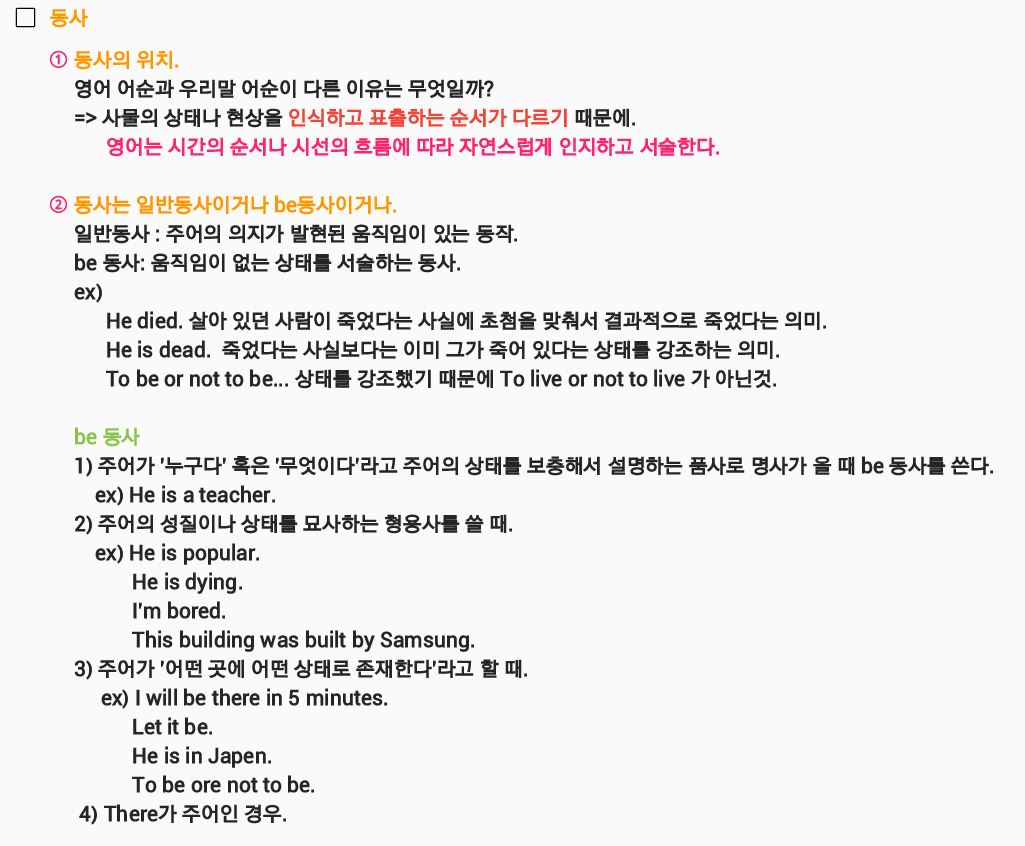 동사
① 동사의 위치.
영어 어순과 우리말 어순이 다른 이유는 무엇일까?
=> 사물의 상태나 현상을 인식하고 표출하는 순서가 다르기 때문에.
영어는 시간의 순서나 시선의 흐름에 따라 자연스럽게 인지하고 서술한다.
② 동사는 일반동사이거나 be동사이거나.
일반동사 : 주어의 의지가 발현된 움직임이 있는 동작.
be 동사: 움직임이 없는 상태를 서술하는 동사.
ex)
He died. 살아 있던 사람이 죽었다는 사실에 초첨을 맞춰서 결과적으로 죽었다는 의미.
He is dead. 죽었다는 사실보다는 이미 그가 죽어 있다는 상태를 강조하는 의미.
To be or not to be... 상태를 강조했기 때문에 To live or not to live 가 아닌것.
be 동사
1) 주어가 '누구다' 혹은 '무엇이다'라고 주어의 상태를 보충해서 설명하는 품사로 명사가 올 때 be 동사를 쓴다.
ex) He is a teacher.
2) 주어의 성질이나 상태를 묘사하는 형용사를 쓸 때.
ex) He is popular.
He is dying.
I'm bored.
This building was built by Samsung.
3) 주어가 '어떤 곳에 어떤 상태로 존재한다'라고 할 때.
ex) I will be there in 5 minutes.
Let it be.
He is in Japen.
To be ore not to be.
4) There가 주어인 경우.